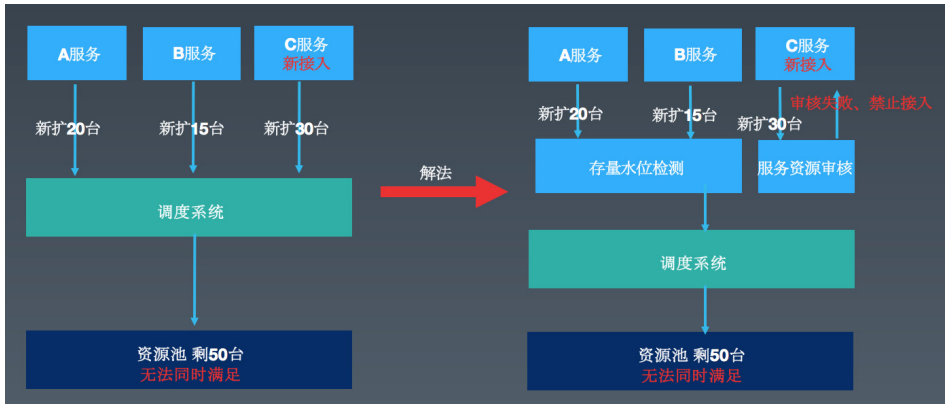 A服务
B服务
C服务
新接入
新扩20台
新扩15台
新扩30台
调度系统
资源池 剩50台
无法同时满足
解法
A服务
B服务
C服务
新接入
审核失败、禁止接入
新扩20台
新扩15台
新扩30台
存量水位检测
服务资源审核
调度系统
资源池 剩50台
无法同时满足